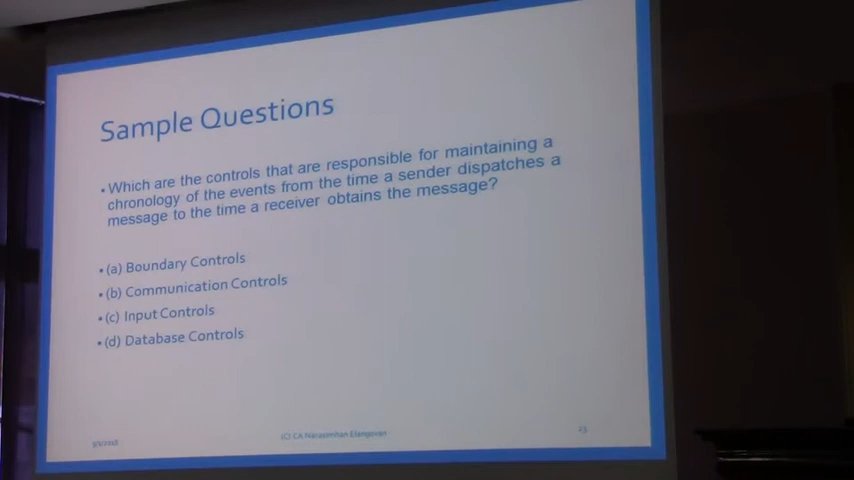 Sample Questions
• Which are the controls that are responsible for maintaining a
chronology of the events from the time a sender dispatches a
message to the time a receiver obtains the message?
• (a) Boundary Controls
• (b) Communication Controls
• (c) Input Controls
• (d) Database Controls
(C) CA Narasimhan Elangovan